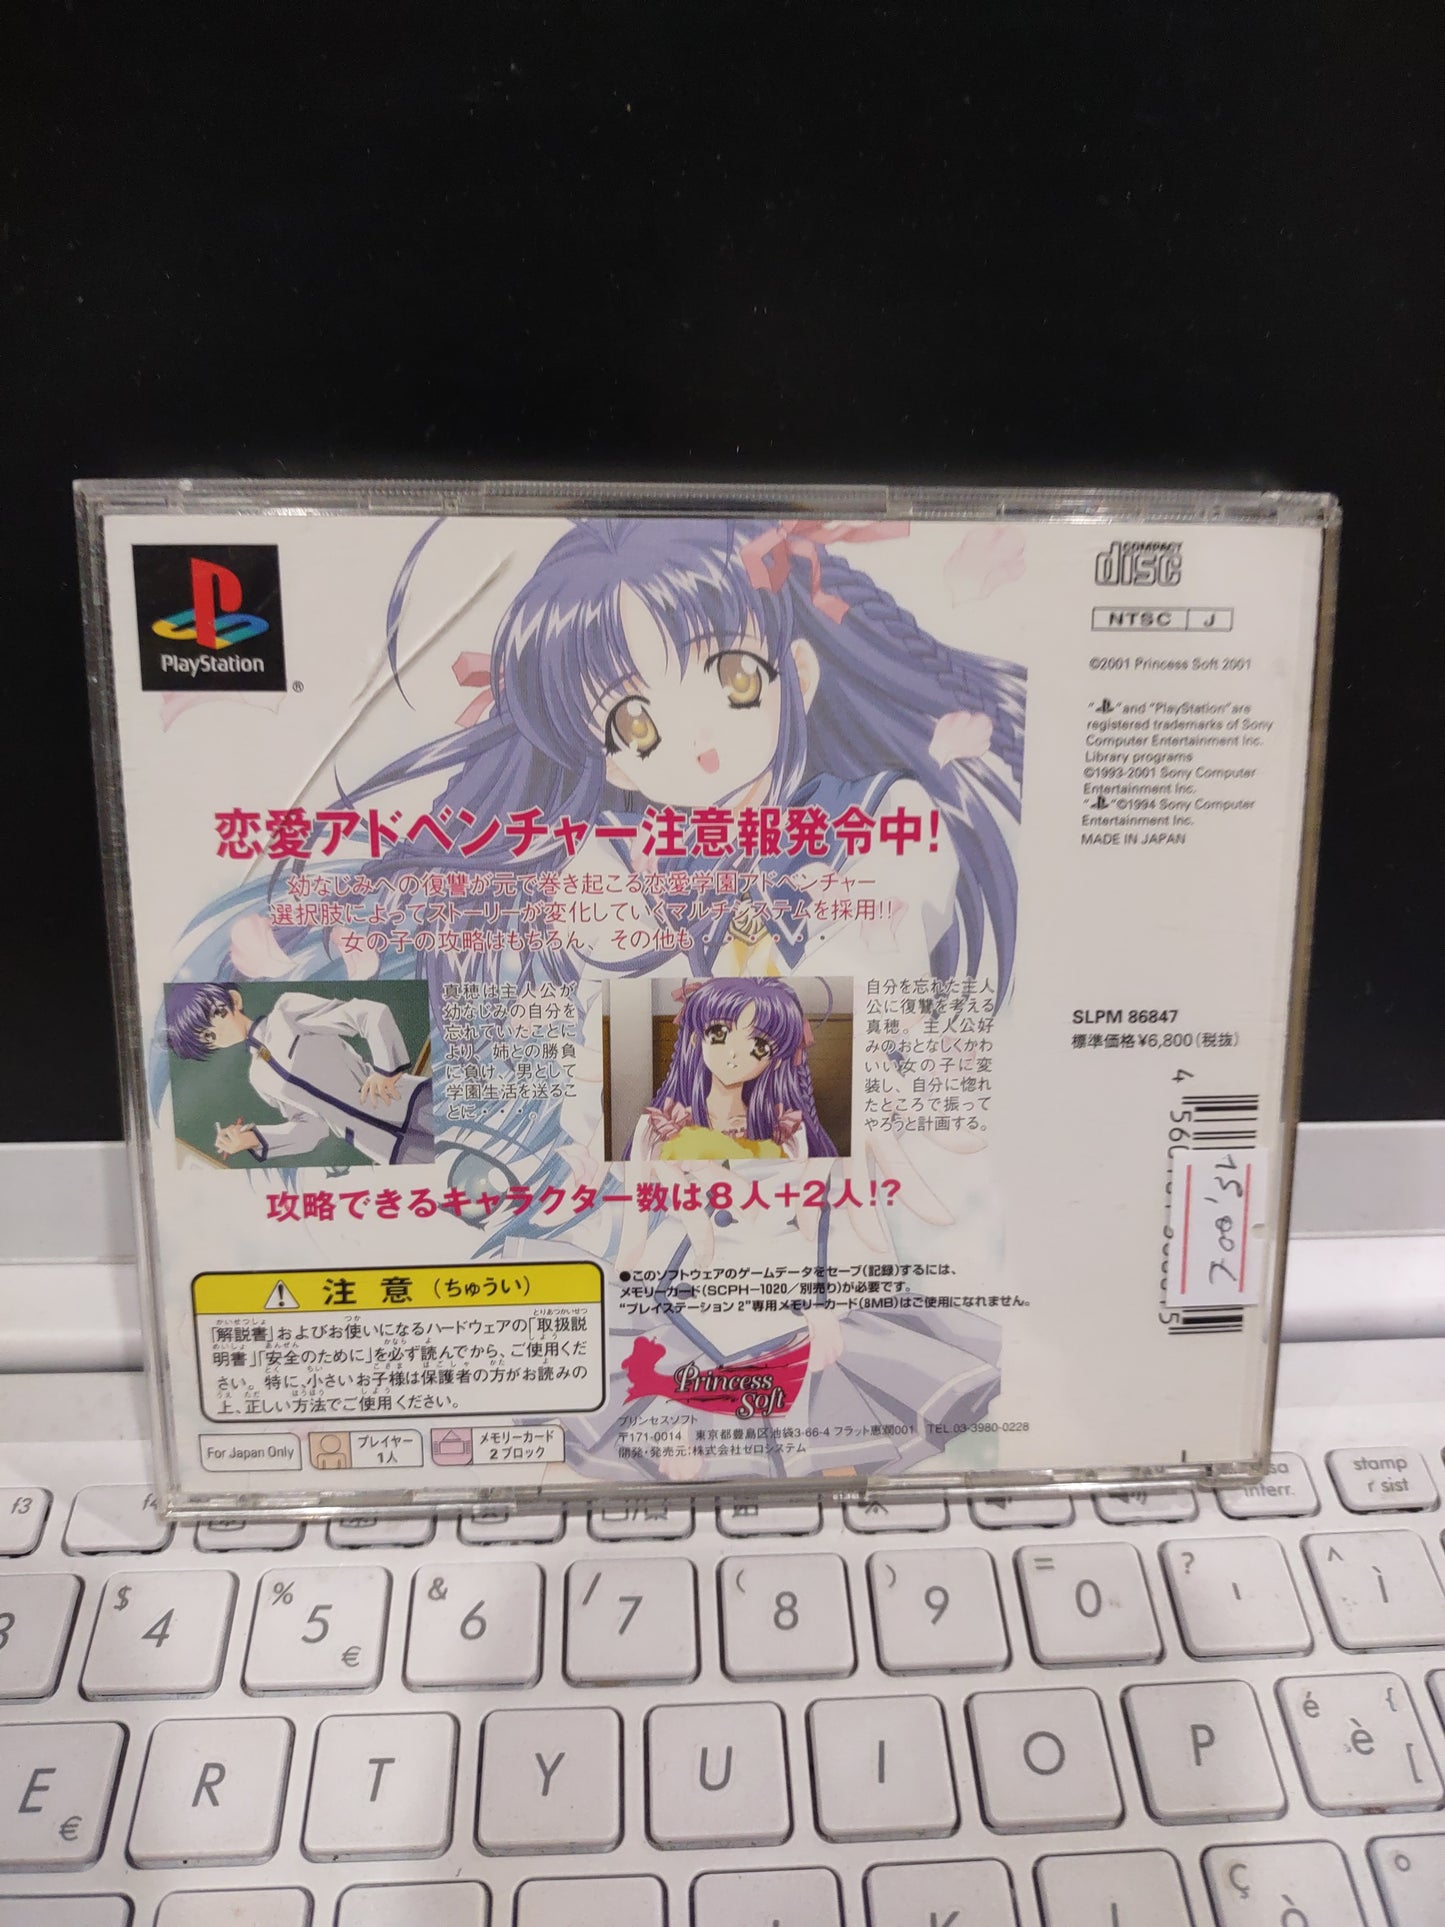 PlayStation
®
COMPACT
disc
NTSC J
©2001 Princess Soft 2001
" "and "PlayStation"are
registered trademarks of Sony
Computer Entertainment Inc.
Library programs
©1993-2001 Sony Computer
Entertainment Inc.
" "©1994 Sony Computer
Entertainment Inc.
MADE IN JAPAN
恋愛アドベンチャー注意報発令中!
幼なじみへの復讐が元で巻き起こる恋愛学園アドベンチャー
選択肢によってストーリーが変化していくマルチシステムを採用!!
女の子の攻略はもちろん、その他も・・・・・・
真穂は主人公が
幼なじみの自分を
忘れていたことに
より、姉との勝負
に負け、男として
学園生活を送るこ
とに・・・。
自分を忘れた主人
公に復讐を考える
真穂。主人公好
みのおとなしくかわ
いい女の子に変
装し、自分に惚れ
たところで振って
やろうと計画する。
SLPM 86847
標準価格¥6,800(税抜)
攻略できるキャラクター数は8人+2人!?
注意(ちゅうい)
「解説書」およびお使いになるハードウェアの「取扱説
明書」「安全のために」を必ず読んでから、ご使用くだ
さい。特に、小さいお子様は保護者の方がお読みの
上、正しい方法でご使用ください。
●このソフトウェアのゲームデータをセーブ(記録)するには、
メモリーカード(SCPH-1020/別売り)が必要です。
"プレイステーション 2"専用メモリーカード(8MB)はご使用になれません。
Princess
Soft
プリンセスソフト
〒171-0014 東京都豊島区池袋3-66-4 フラット恵潤001 TEL 03-3980-0228
開発・発売元:株式会社ゼロシステム
For Japan Only
プレイヤー
1人
メモリーカード
2ブロック
15,00€
f3
stamp
r sist
interr.
$ 4
% 5 €
& 6
/ 7
( 8
) 9
= 0
? '
^ ì
E €
R
T
Y
U
I
O
P
é è { [
ç ò
°